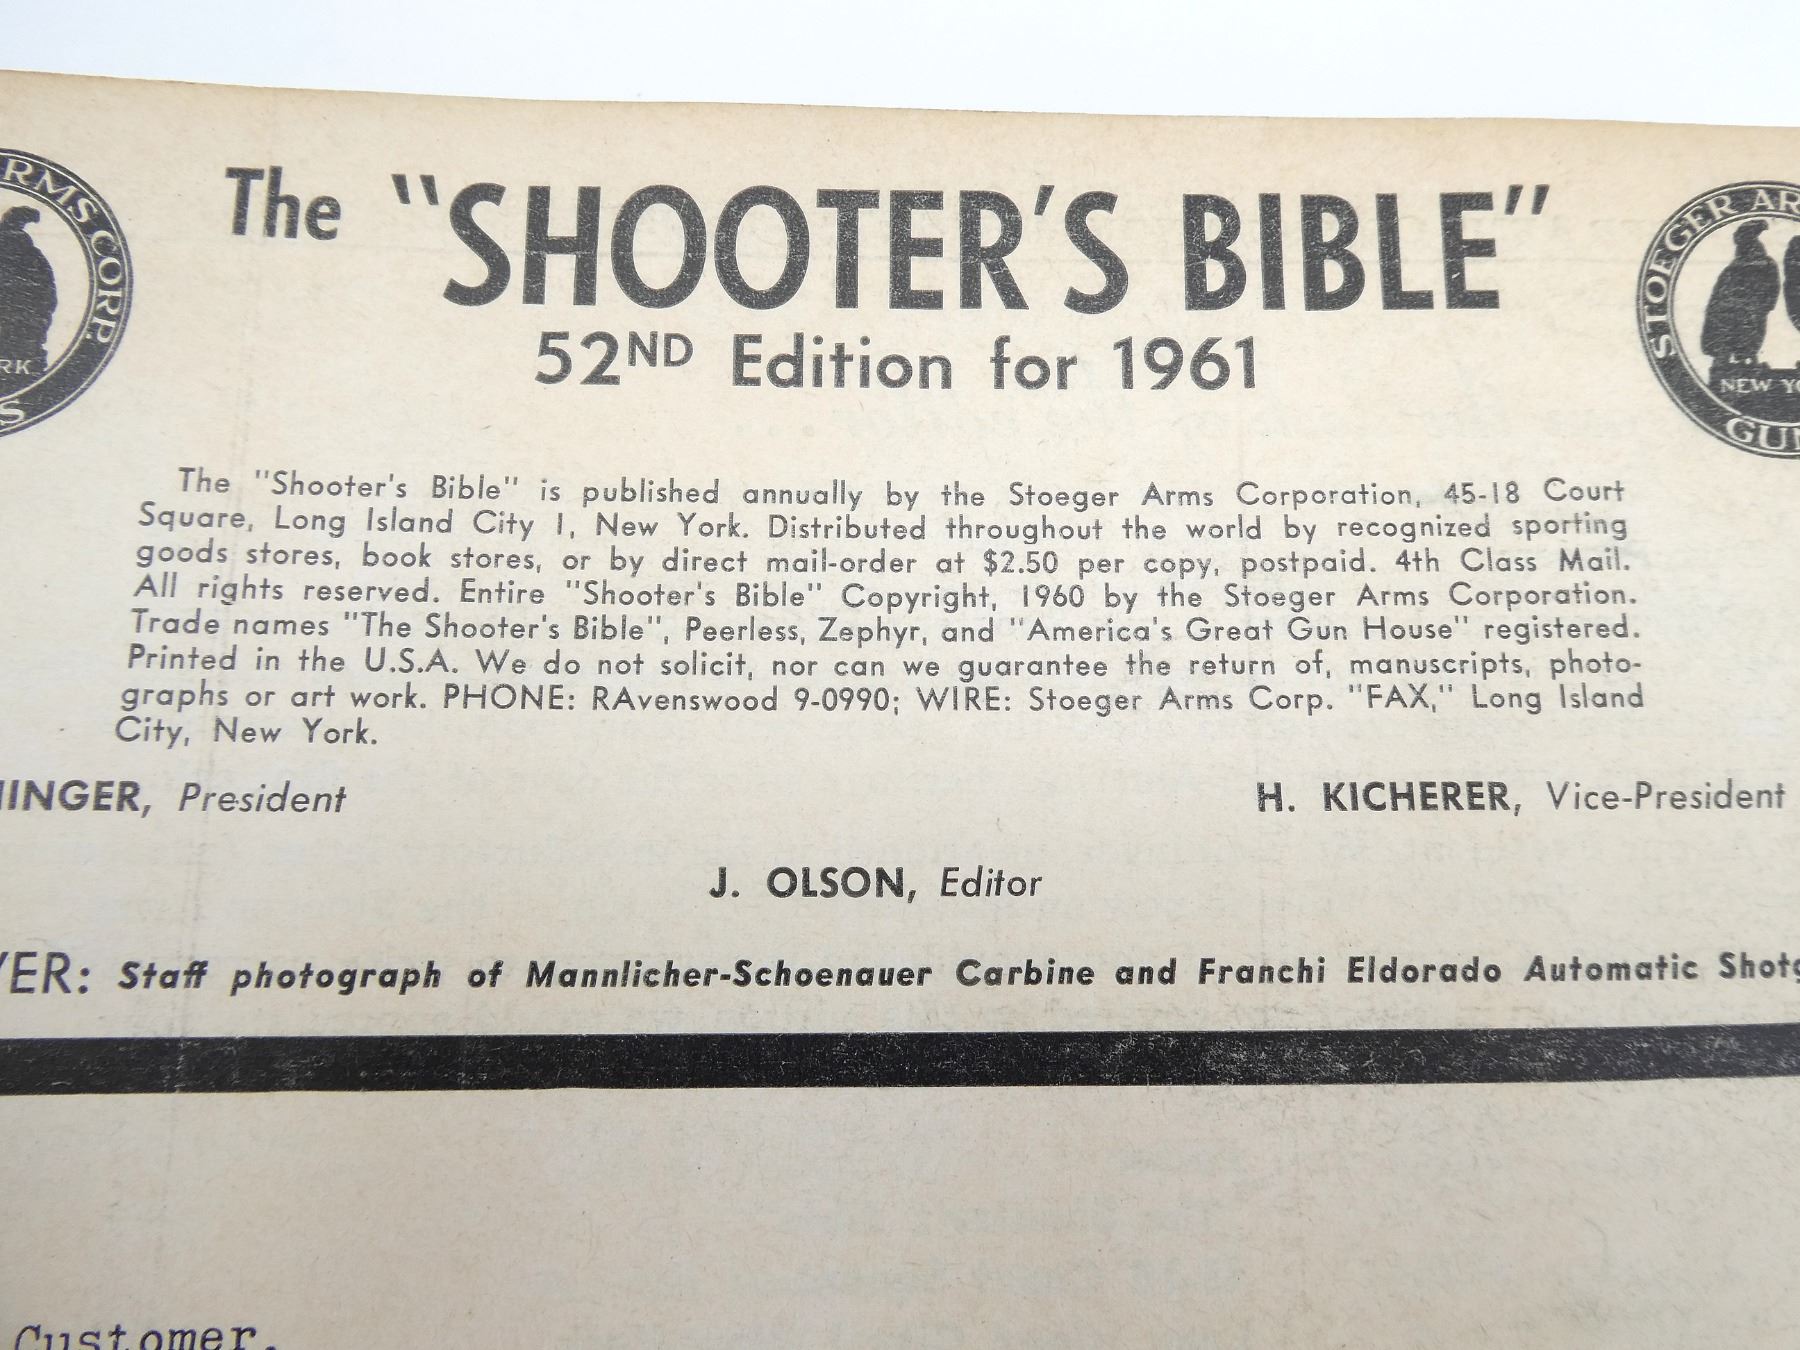 The "SHOOTER'S BIBLE"
52ND Edition for 1961
ARMS CORP.
STOEGER
NEW
The "Shooter's Bible" is published annually by the Stoeger Arms Corporation, 45-18 Court
Square, Long Island City 1, New York. Distributed throughout the world by recognized sporting
goods stores, book stores, or by direct mail-order at $2.50 per copy, postpaid. 4th Class Mail.
All rights reserved. Entire "Shooter's Bible" Copyright, 1960 by the Stoeger Arms Corporation.
Trade names "The Shooter's Bible", Peerless, Zephyr, and "America's Great Gun House" registered.
Printed in the U.S.A. We do not solicit, nor can we guarantee the return of, manuscripts, photo-
graphs or art work. PHONE: RAvenswood 9-0990; WIRE: Stoeger Arms Corp. "FAX," Long Island
City, New York.
INGER, President
H. KICHERER, Vice-President
J. OLSON, Editor
VER: Staff photograph of Mannlicher-Schoenauer Carbine and Franchi Eldorado Automatic Shotg
Customer.